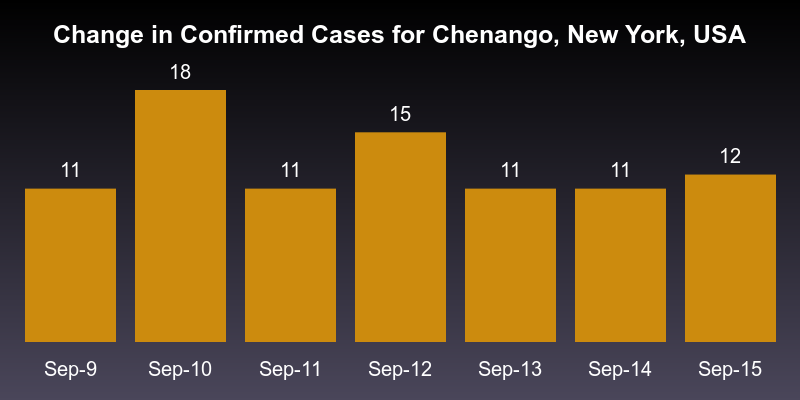 Change in Confirmed Cases for Chenango, New York, USA
11
18
11
15
11
11
12
Sep-9
Sep-10
Sep-11
Sep-12
Sep-13
Sep-14
Sep-15